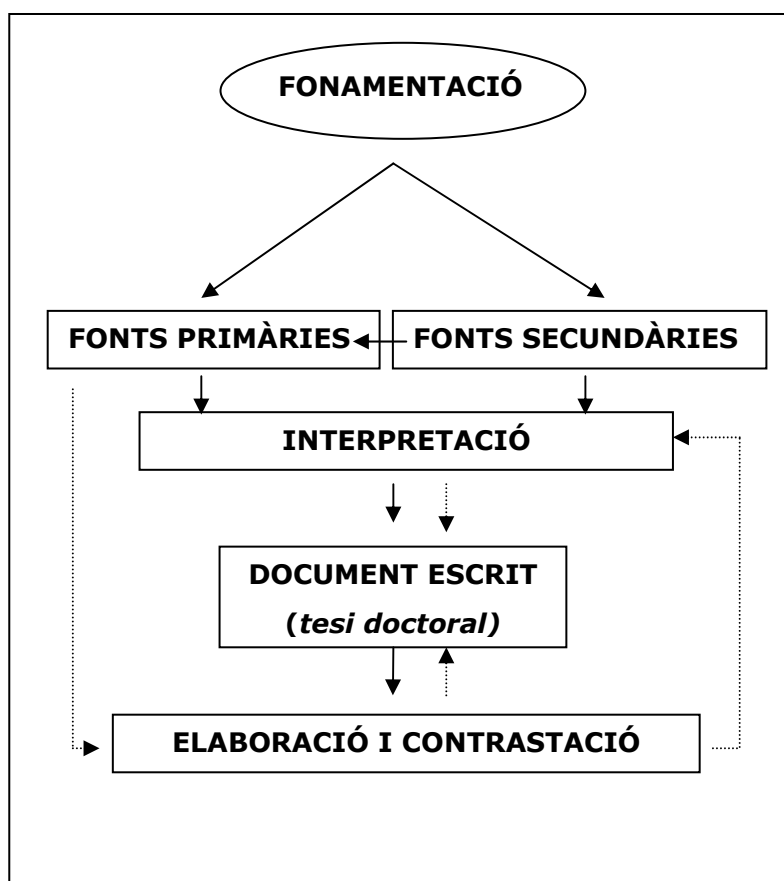 FONAMENTACIÓ
FONTS PRIMÀRIES
FONTS SECUNDÀRIES
INTERPRETACIÓ
DOCUMENT ESCRIT
(tesi doctoral)
ELABORACIÓ I CONTRASTACIÓ